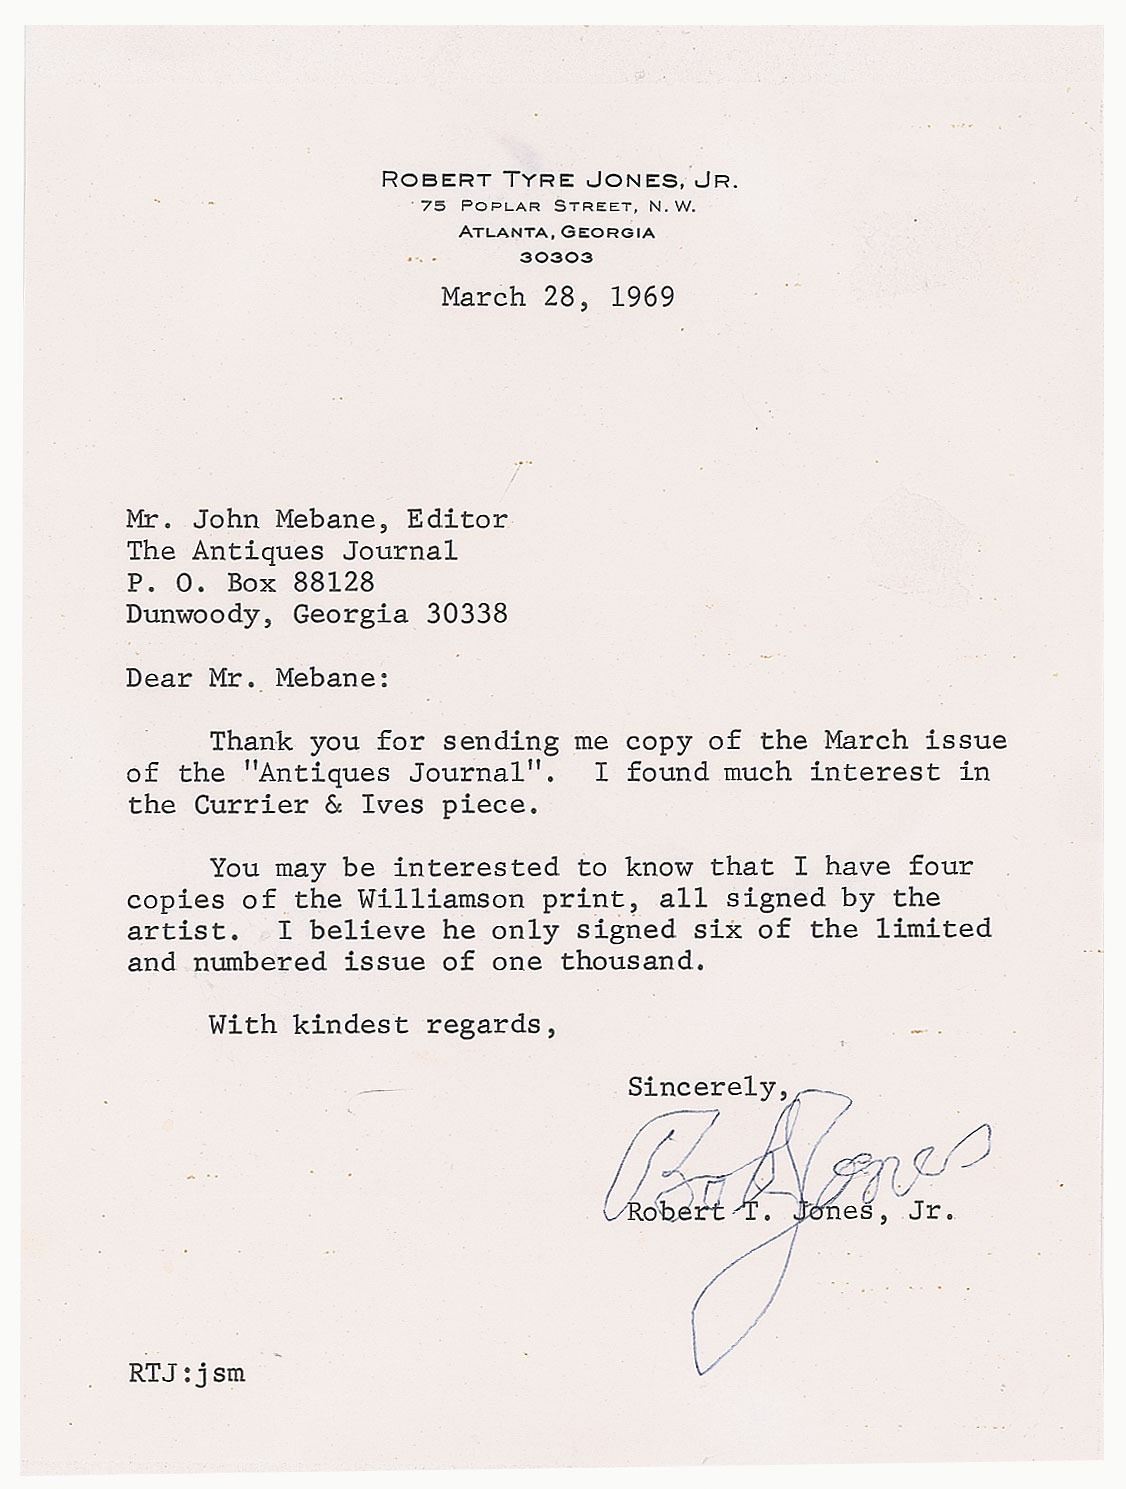 ROBERT TYRE JONES, JR.
75 POPLAR STREET, N.W.
ATLANTA, GEORGIA
30303
March 28, 1969
Mr. John Mebane, Editor
The Antiques Journal
P. O. Box 88128
Dunwoody, Georgia 30338
Dear Mr. Mebane:
Thank you for sending me copy of the March issue
of the "Antiques Journal". I found much interest in
the Currier & Ives piece.
You may be interested to know that I have four
copies of the Williamson print, all signed by the
artist. I believe he only signed six of the limited
and numbered issue of one thousand.
With kindest regards,
Sincerely,
Bob Jones
Robert T. Jones, Jr.
RTJ:jsm